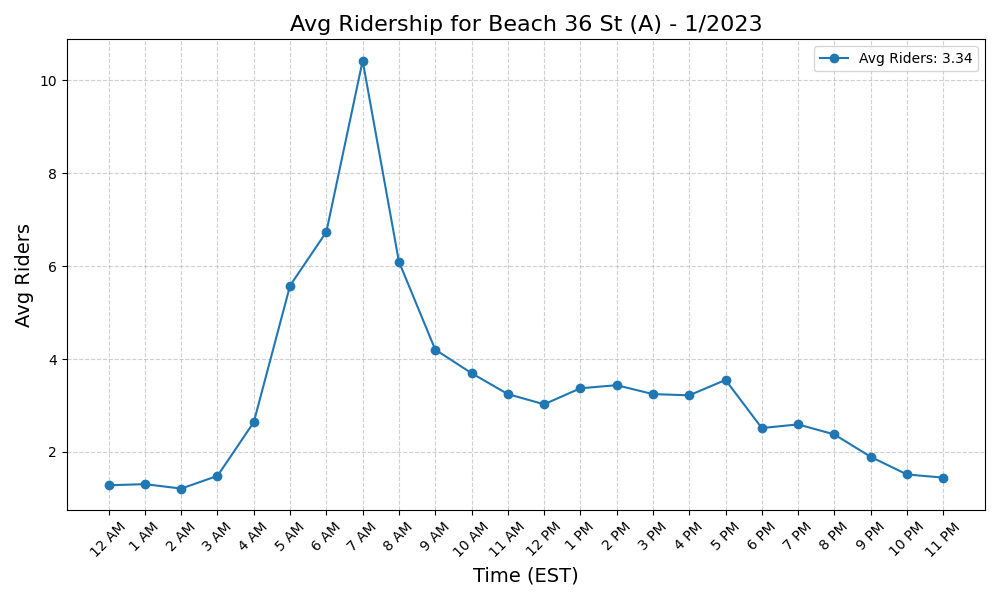 Avg Ridership for Beach 36 St (A) - 1/2023
Avg Riders: 3.34
Avg Riders
10
8
6
4
2
12 AM
1 AM
2 AM
3 AM
4 AM
5 AM
6 AM
7 AM
8 AM
9 AM
10 AM
11 AM
12 PM
1 PM
2 PM
3 PM
4 PM
5 PM
6 PM
7 PM
8 PM
9 PM
10 PM
11 PM
Time (EST)